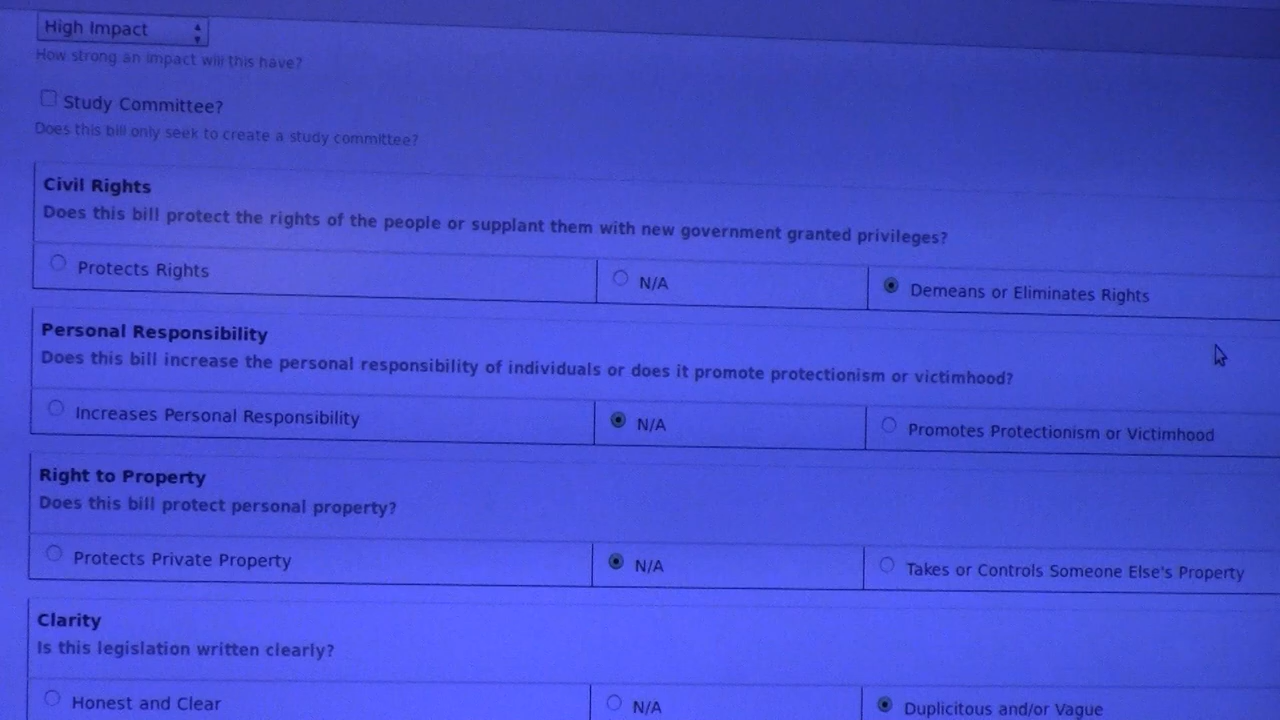 High Impact
How strong an impact will this have?
Study Committee?
Does this bill only seek to create a study committee?
Civil Rights
Does this bill protect the rights of the people or supplant them with new government granted privileges?
Protects Rights N/A Demeans or Eliminates Rights
Personal Responsibility
Does this bill increase the personal responsibility of individuals or does it promote protectionism or victimhood?
Increases Personal Responsibility N/A Promotes Protectionism or Victimhood
Right to Property
Does this bill protect personal property?
Protects Private Property N/A Takes or Controls Someone Else's Property
Clarity
Is this legislation written clearly?
Honest and Clear N/A Duplicitous and/or Vague